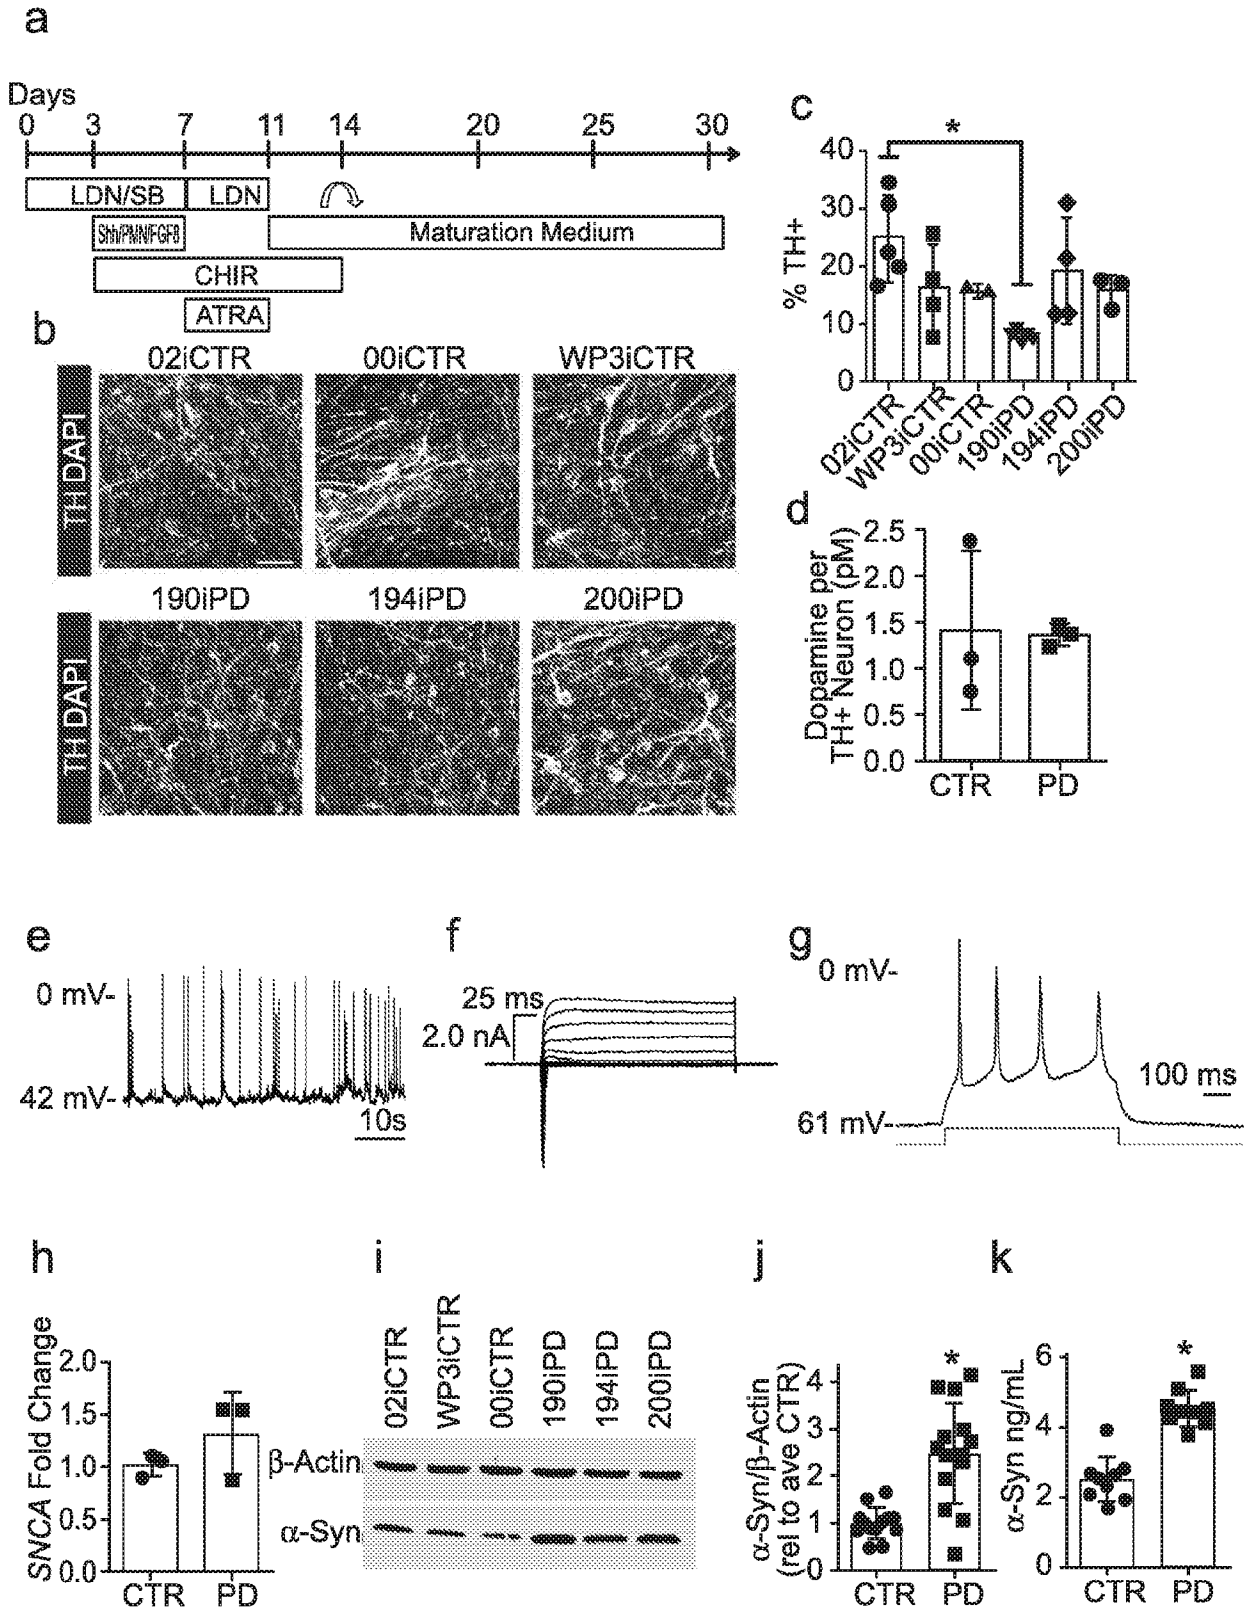 a
Days
0 3 7 11 14 20 25 30
LDN/SB LDN
Shh/PMN/FGF8 Maturation Medium
CHIR
ATRA
b
02iCTR 00iCTR WP3iCTR
TH DAPI
190iPD 194iPD 200iPD
TH DAPI
c
*
% TH+
40
30
20
10
0
02iCTR
WP3iCTR
00iCTR
190iPD
194iPD
200iPD
d
Dopamine per
TH+ Neuron (pM)
2.5
2.0
1.5
1.0
0.5
0.0
CTR PD
e
0 mV-
42 mV-
10s
f
25 ms
2.0 nA
g
0 mV-
100 ms
61 mV-
h
SNCA Fold Change
2.0
1.5
1.0
0.5
0.0
CTR PD
i
02iCTR
WP3iCTR
00iCTR
190iPD
194iPD
200iPD
β-Actin
α-Syn
j
α-Syn/β-Actin
(rel to ave CTR)
*
4
3
2
1
0
CTR PD
k
α-Syn ng/mL
*
6
4
2
0
CTR PD